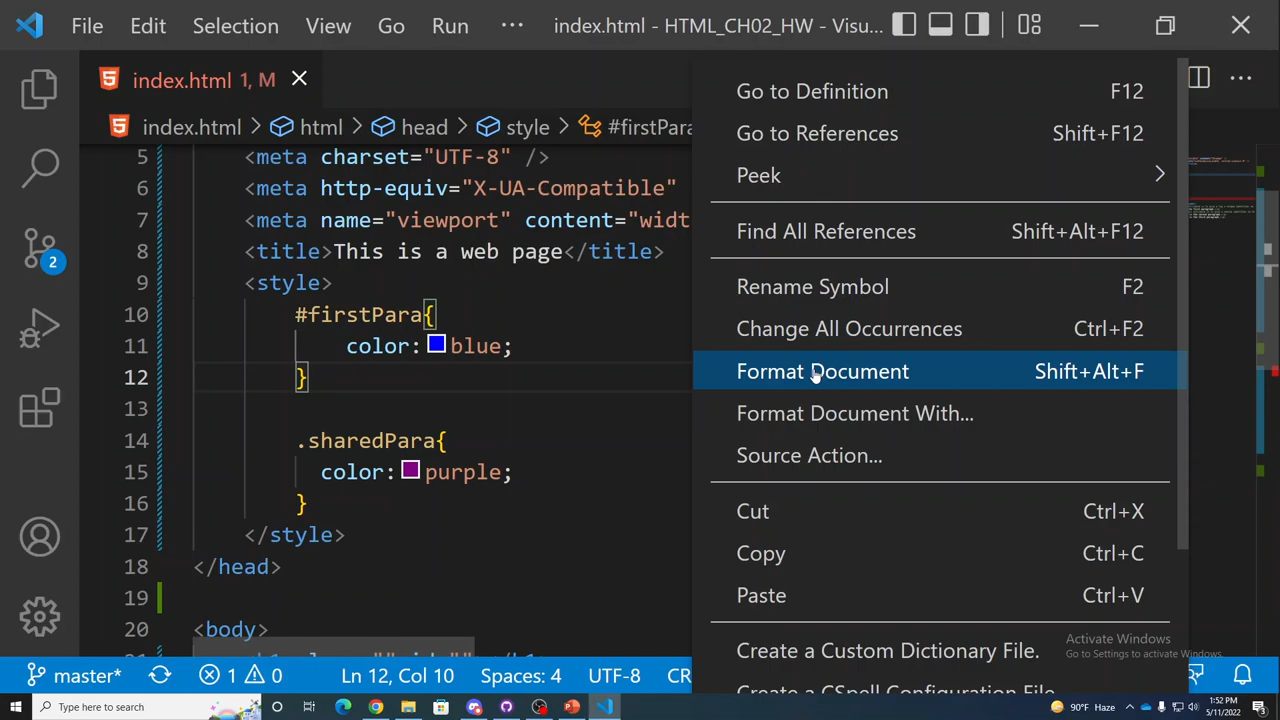 File Edit Selection View Go Run ··· index.html - HTML_CH02_HW - Visu...
index.html 1, M
index.html > html > head > style > #firstPara
5 <meta charset="UTF-8" />
6 <meta http-equiv="X-UA-Compatible"
7 <meta name="viewport" content="widt
8 <title>This is a web page</title>
9 <style>
10 #firstPara{
11 color: blue;
12 }
13
14 .sharedPara{
15 color: purple;
16 }
17 </style>
18 </head>
19
20 <body>
Go to Definition F12
Go to References Shift+F12
Peek
Find All References Shift+Alt+F12
Rename Symbol F2
Change All Occurrences Ctrl+F2
Format Document Shift+Alt+F
Format Document With...
Source Action...
Cut Ctrl+X
Copy Ctrl+C
Paste Ctrl+V
Create a Custom Dictionary File.
Create a CSpell Configuration File
Activate Windows
Go to Settings to activate Windows.
2
master* 1 0 Ln 12, Col 10 Spaces: 4 UTF-8 CR
Type here to search
90°F Haze
1:52 PM
5/11/2022
3